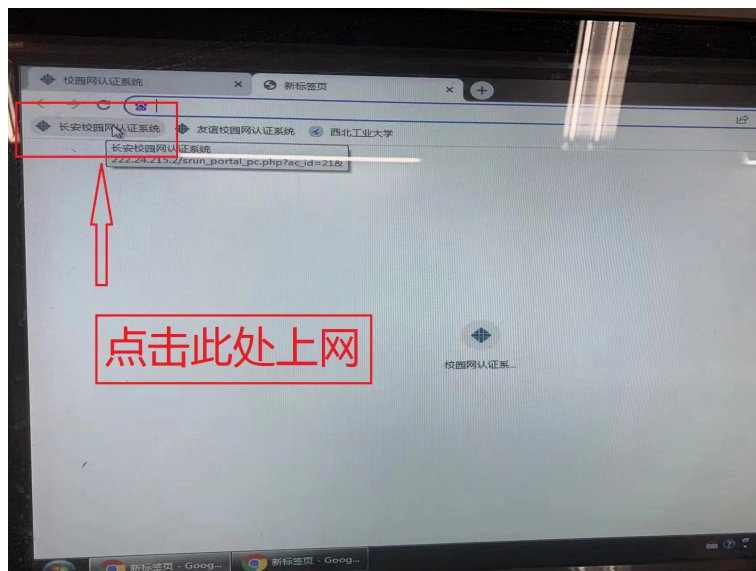 校园网认证系统
新标签页
长安校园网认证系统
友谊校园网认证系统
西北工业大学
长安校园网认证系统
222.24.215.2/srun_portal_pc.php?ac_id=21&
点击此处上网
校园网认证系...
新标签页 - Goog...
新标签页 - Goog...